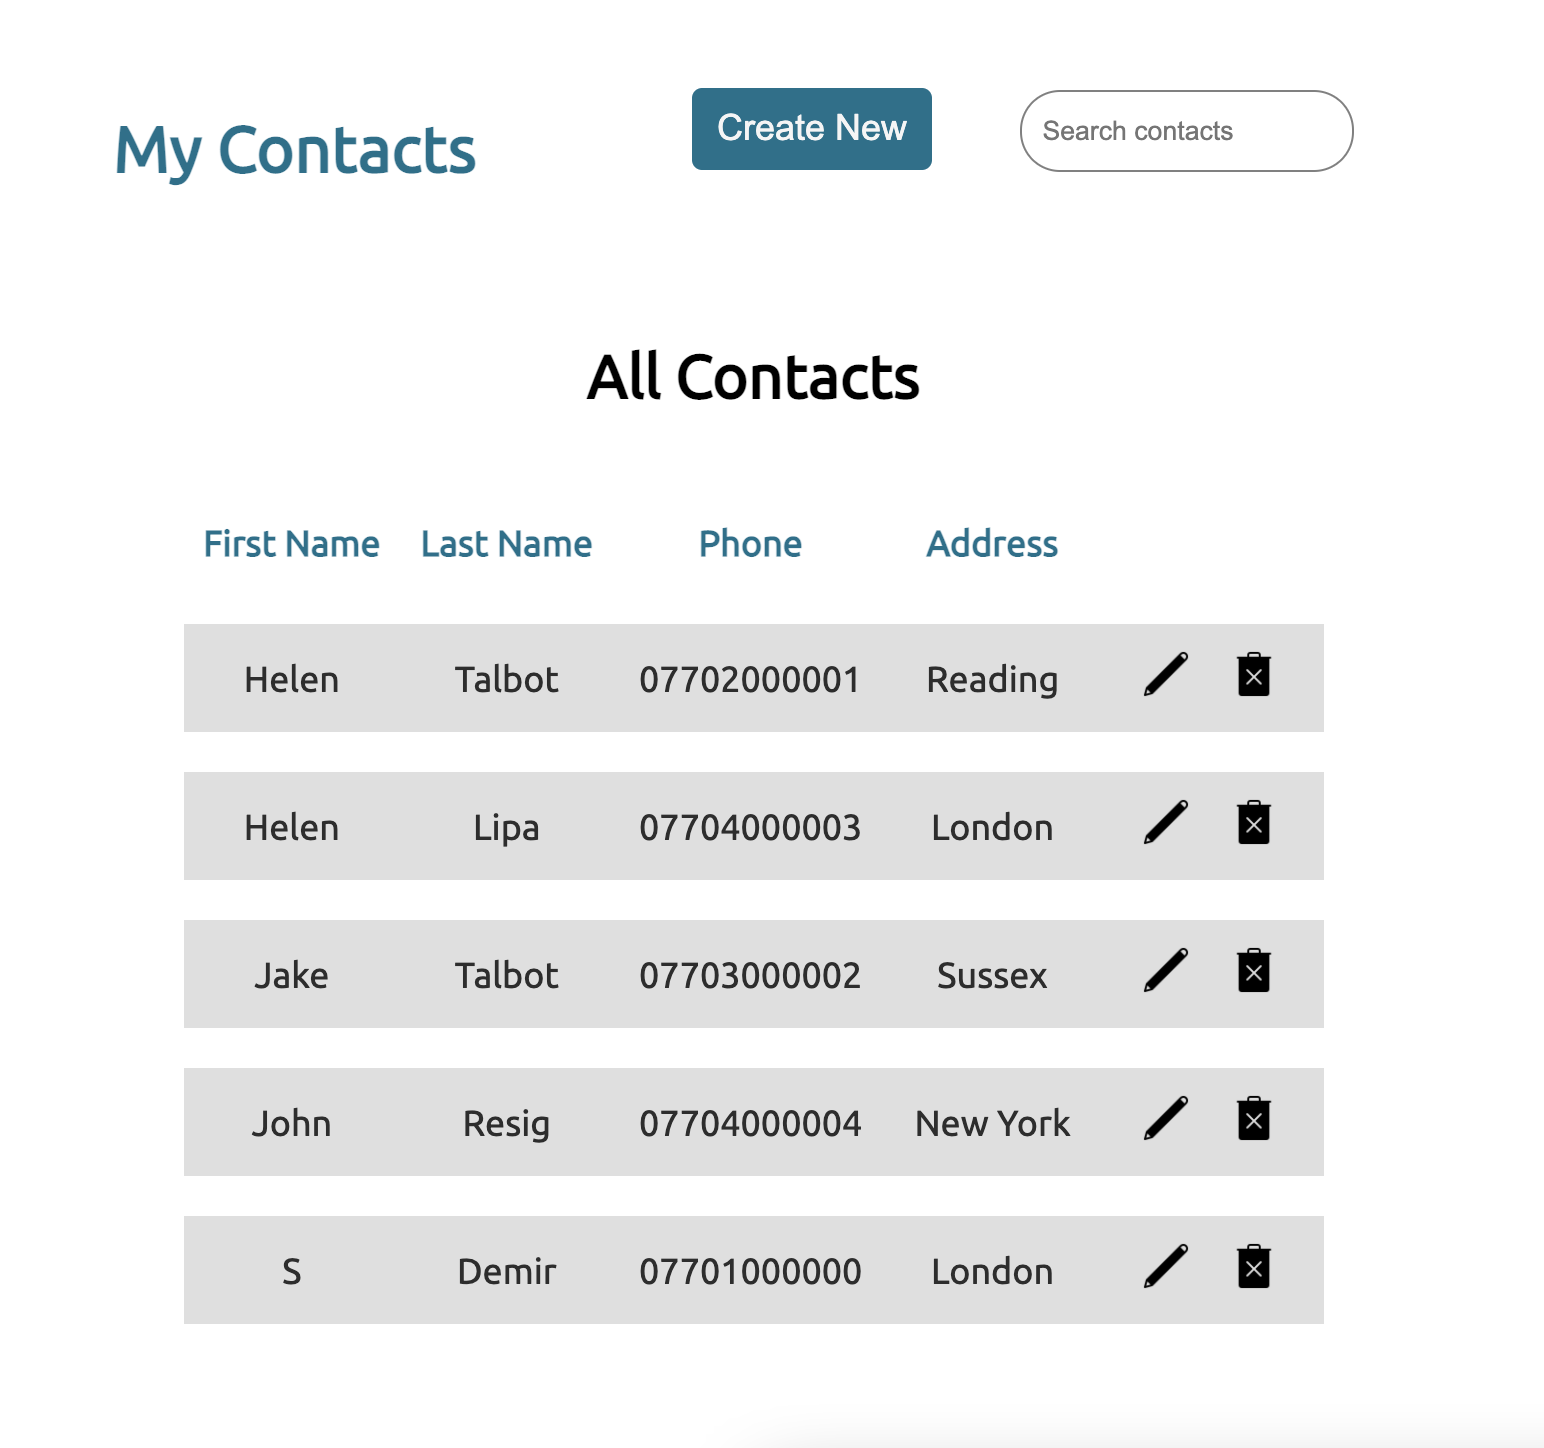 My Contacts
Create New
Search contacts
All Contacts
First Name Last Name Phone Address
Helen Talbot 07702000001 Reading
Helen Lipa 07704000003 London
Jake Talbot 07703000002 Sussex
John Resig 07704000004 New York
S Demir 07701000000 London